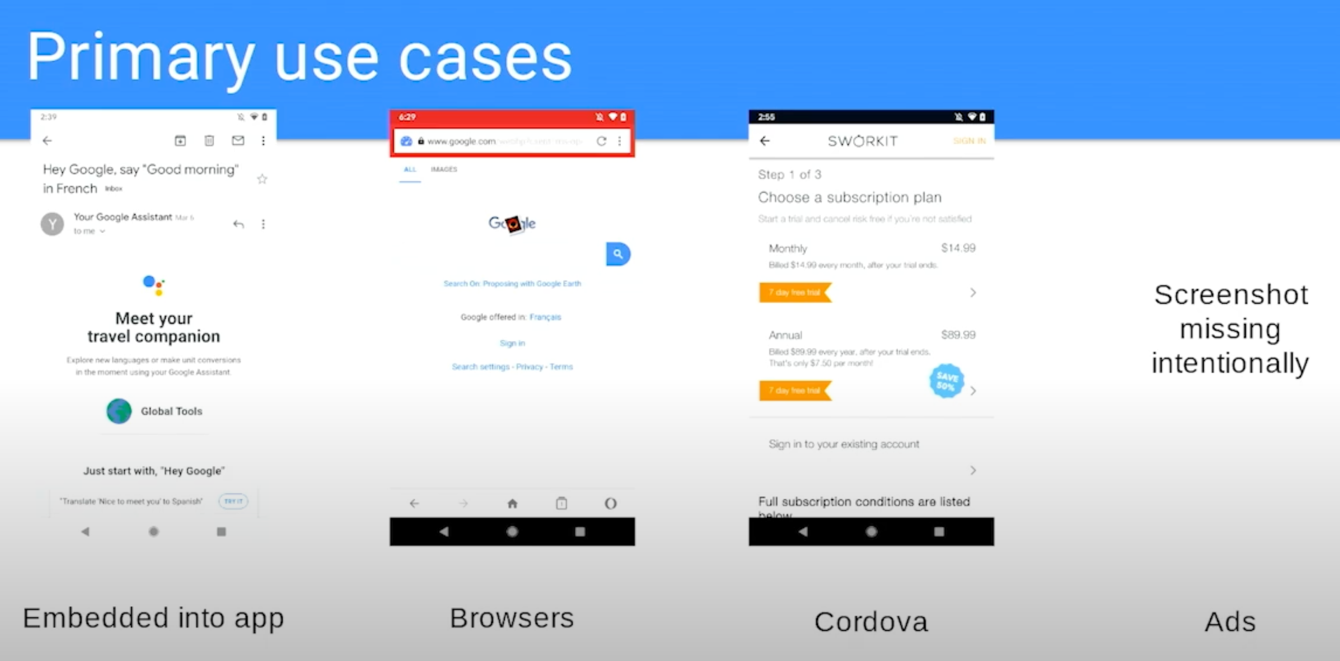 Primary use cases
2:39
Hey Google, say "Good morning"
in French Inbox
Y
Your Google Assistant Mar 5
to me
Meet your
travel companion
Explore new languages or make unit conversions
in the moment using your Google Assistant.
Global Tools
Just start with, "Hey Google"
"Translate 'Nice to meet you' to Spanish"
TRY IT
Embedded into app
6:29
www.google.com
ALL IMAGES
Google
Search On: Proposing with Google Earth
Google offered in: Français
Sign in
Search settings - Privacy - Terms
Browsers
2:55
SWORKIT
SIGN IN
Step 1 of 3
Choose a subscription plan
Start a trial and cancel risk free if you're not satisfied
Monthly $14.99
Billed $14.99 every month, after your trial ends.
7 day free trial
Annual $89.99
Billed $89.99 every year, after your trial ends.
That's only $7.50 per month!
SAVE
50%
7 day free trial
Sign in to your existing account
Full subscription conditions are listed
below
Cordova
Screenshot
missing
intentionally
Ads